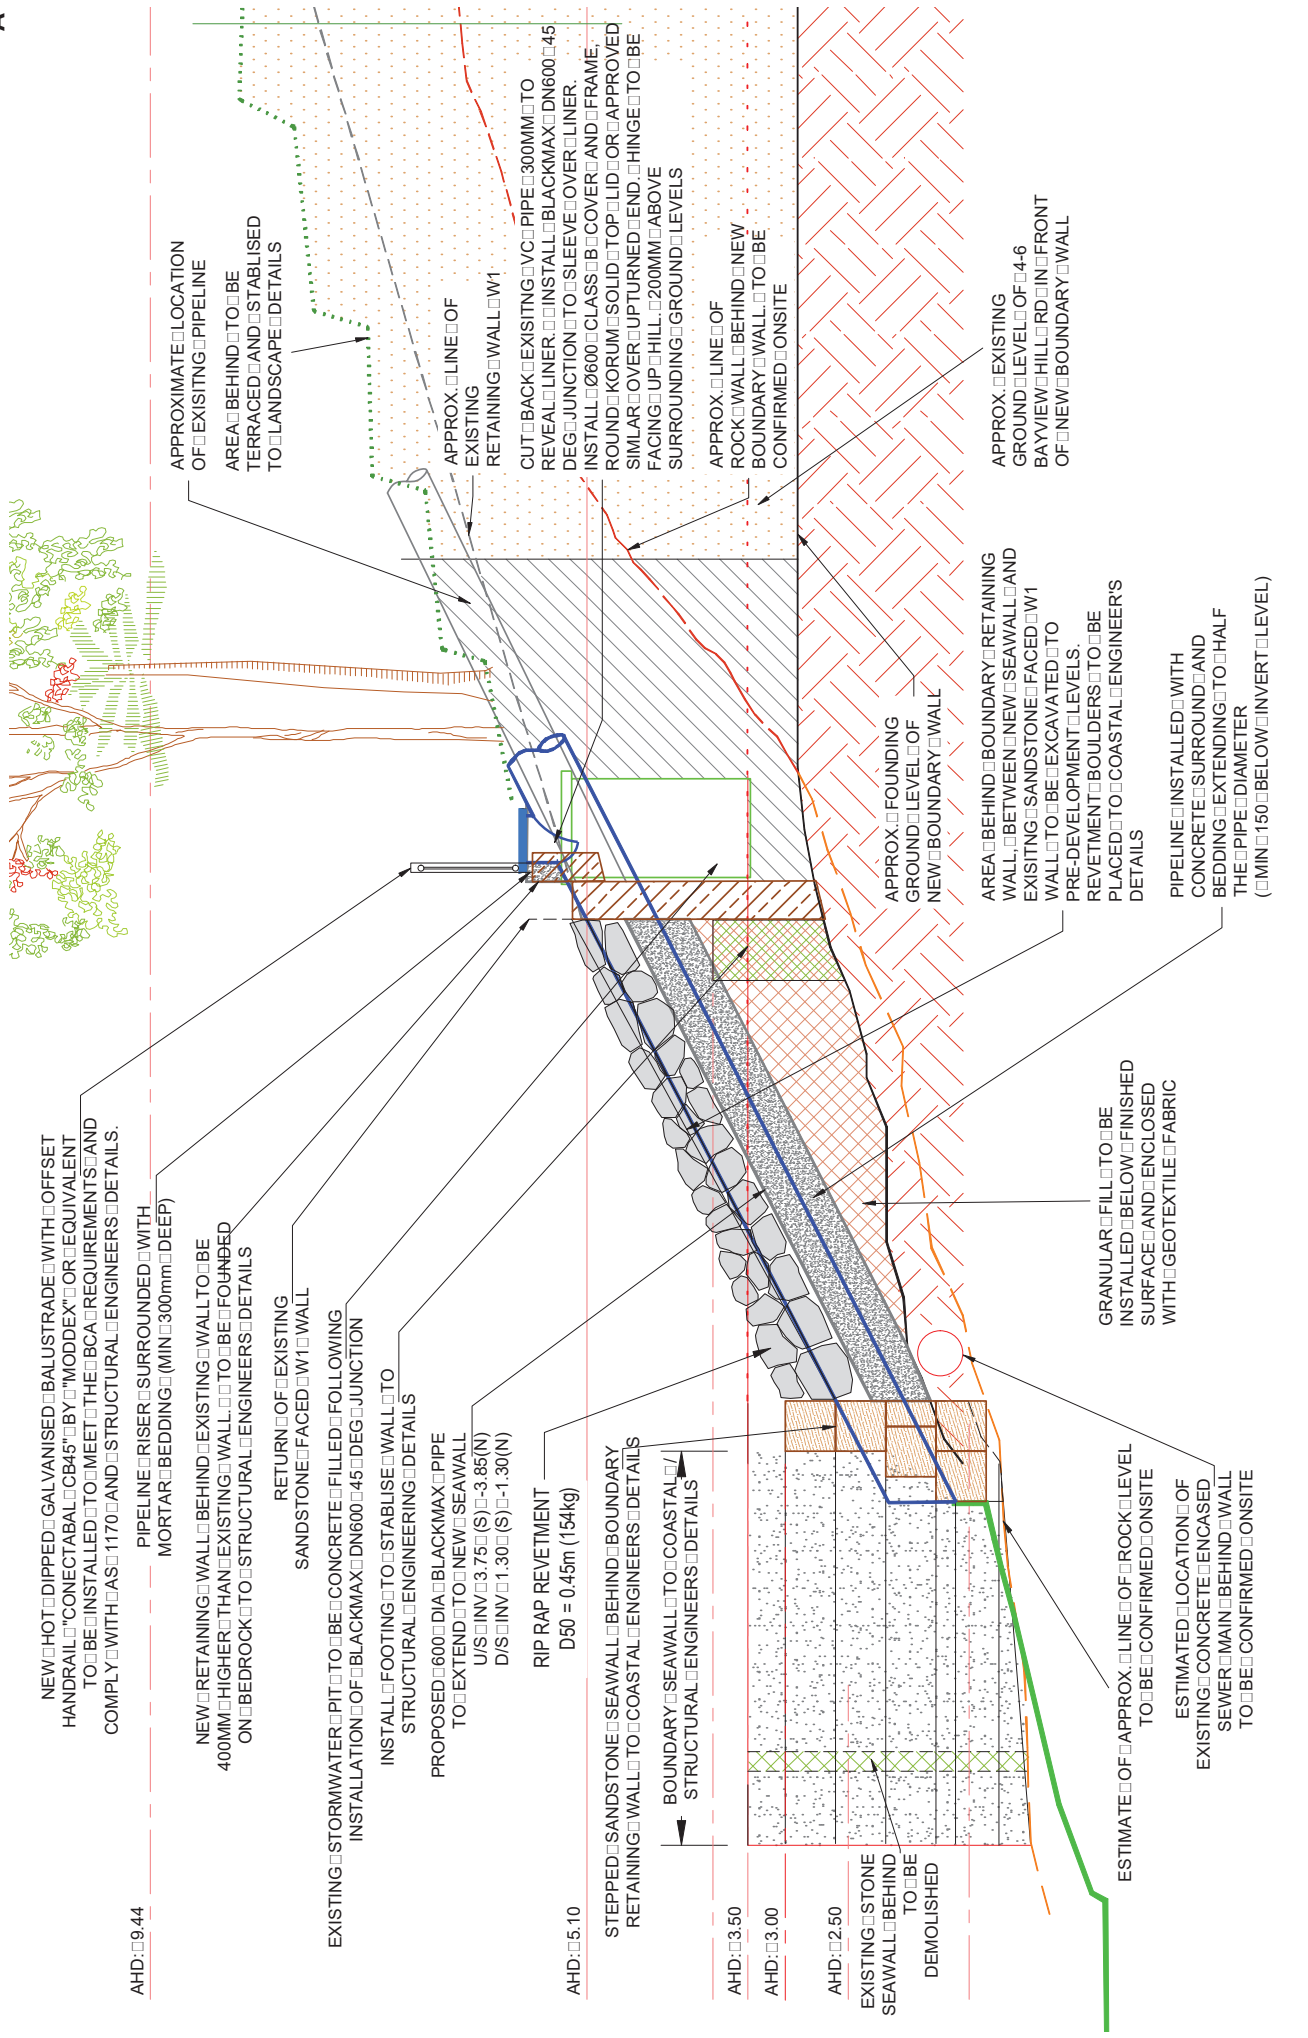 A
NEW HOT DIPPED GALVANISED BALUSTRADE WITH OFFSET
HANDRAIL "CONECTABAL CB45" BY "MODDEX" OR EQUIVALENT
TO BE INSTALLED TO MEET THE BCA REQUIREMENTS AND
COMPLY WITH AS 1170 AND STRUCTURAL ENGINEERS DETAILS.
PIPELINE RISER SURROUNDED WITH
MORTAR BEDDING (MIN 300mm DEEP)
NEW RETAINING WALL BEHIND EXISTING WALL TO BE
400MM HIGHER THAN EXISTING WALL. TO BE FOUNDED
ON BEDROCK TO STRUCTURAL ENGINEERS DETAILS
RETURN OF EXISTING
SANDSTONE FACED W1 WALL
EXISTING STORMWATER PIT TO BE CONCRETE FILLED FOLLOWING
INSTALLATION OF BLACKMAX DN600 45 DEG JUNCTION
INSTALL FOOTING TO STABLISE WALL TO
STRUCTURAL ENGINEERING DETAILS
PROPOSED 600 DIA BLACKMAX PIPE
TO EXTEND TO NEW SEAWALL
U/S INV 3.75 (S) -3.85(N)
D/S INV 1.30 (S) -1.30(N)
RIP RAP REVETMENT
D50 = 0.45m (154kg)
STEPPED SANDSTONE SEAWALL BEHIND BOUNDARY
RETAINING WALL TO COASTAL ENGINEERS DETAILS
BOUNDARY SEAWALL TO COASTAL /
STRUCTURAL ENGINEERS DETAILS
AHD: 9.44
AHD: 5.10
AHD: 3.50
AHD: 3.00
AHD: 2.50
EXISTING STONE
SEAWALL BEHIND
TO BE
DEMOLISHED
APPROXIMATE LOCATION
OF EXISITNG PIPELINE
AREA BEHIND TO BE
TERRACED AND STABLISED
TO LANDSCAPE DETAILS
APPROX. LINE OF
EXISTING
RETAINING WALL W1
CUT BACK EXISITNG VC PIPE 300MM TO
REVEAL LINER. INSTALL BLACKMAX DN600 45
DEG JUNCTION TO SLEEVE OVER LINER.
INSTALL Ø600 CLASS B COVER AND FRAME,
ROUND KORUM SOLID TOP LID OR APPROVED
SIMLAR OVER UPTURNED END. HINGE TO BE
FACING UP HILL. 200MM ABOVE
SURROUNDING GROUND LEVELS
APPROX. LINE OF
ROCK WALL BEHIND NEW
BOUNDARY WALL. TO BE
CONFIRMED ONSITE
APPROX. EXISTING
GROUND LEVEL OF 4-6
BAYVIEW HILL RD IN FRONT
OF NEW BOUNDARY WALL
APPROX. FOUNDING
GROUND LEVEL OF
NEW BOUNDARY WALL
AREA BEHIND BOUNDARY RETAINING
WALL, BETWEEN NEW SEAWALL AND
EXISITNG SANDSTONE FACED W1
WALL TO BE EXCAVATED TO
PRE-DEVELOPMENT LEVELS.
REVETMENT BOULDERS TO BE
PLACED TO COASTAL ENGINEER'S
DETAILS
PIPELINE INSTALLED WITH
CONCRETE SURROUND AND
BEDDING EXTENDING TO HALF
THE PIPE DIAMETER
( MIN 150 BELOW INVERT LEVEL)
GRANULAR FILL TO BE
INSTALLED BELOW FINISHED
SURFACE AND ENCLOSED
WITH GEOTEXTILE FABRIC
ESTIMATE OF APPROX. LINE OF ROCK LEVEL
TO BE CONFIRMED ONSITE
ESTIMATED LOCATION OF
EXISTING CONCRETE ENCASED
SEWER MAIN BEHIND WALL
TO BE CONFIRMED ONSITE